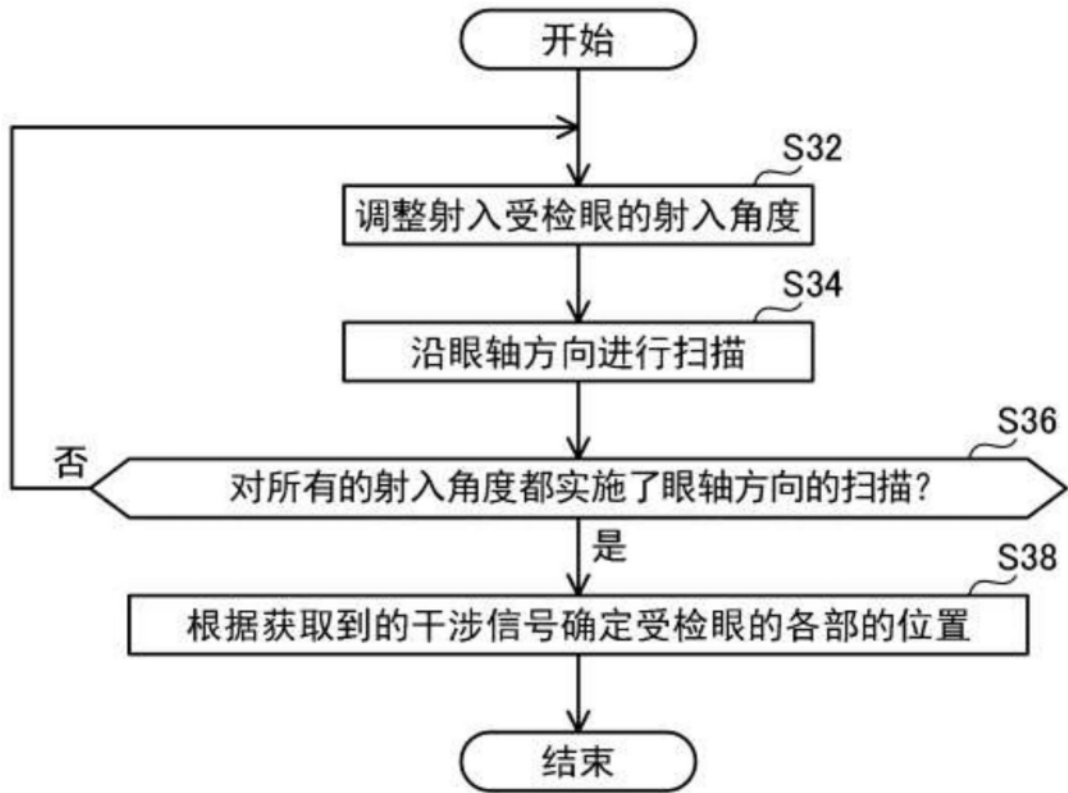 开始
S32
调整射入受检眼的射入角度
S34
沿眼轴方向进行扫描
S36
否
对所有的射入角度都实施了眼轴方向的扫描?
是
S38
根据获取到的干涉信号确定受检眼的各部的位置
结束